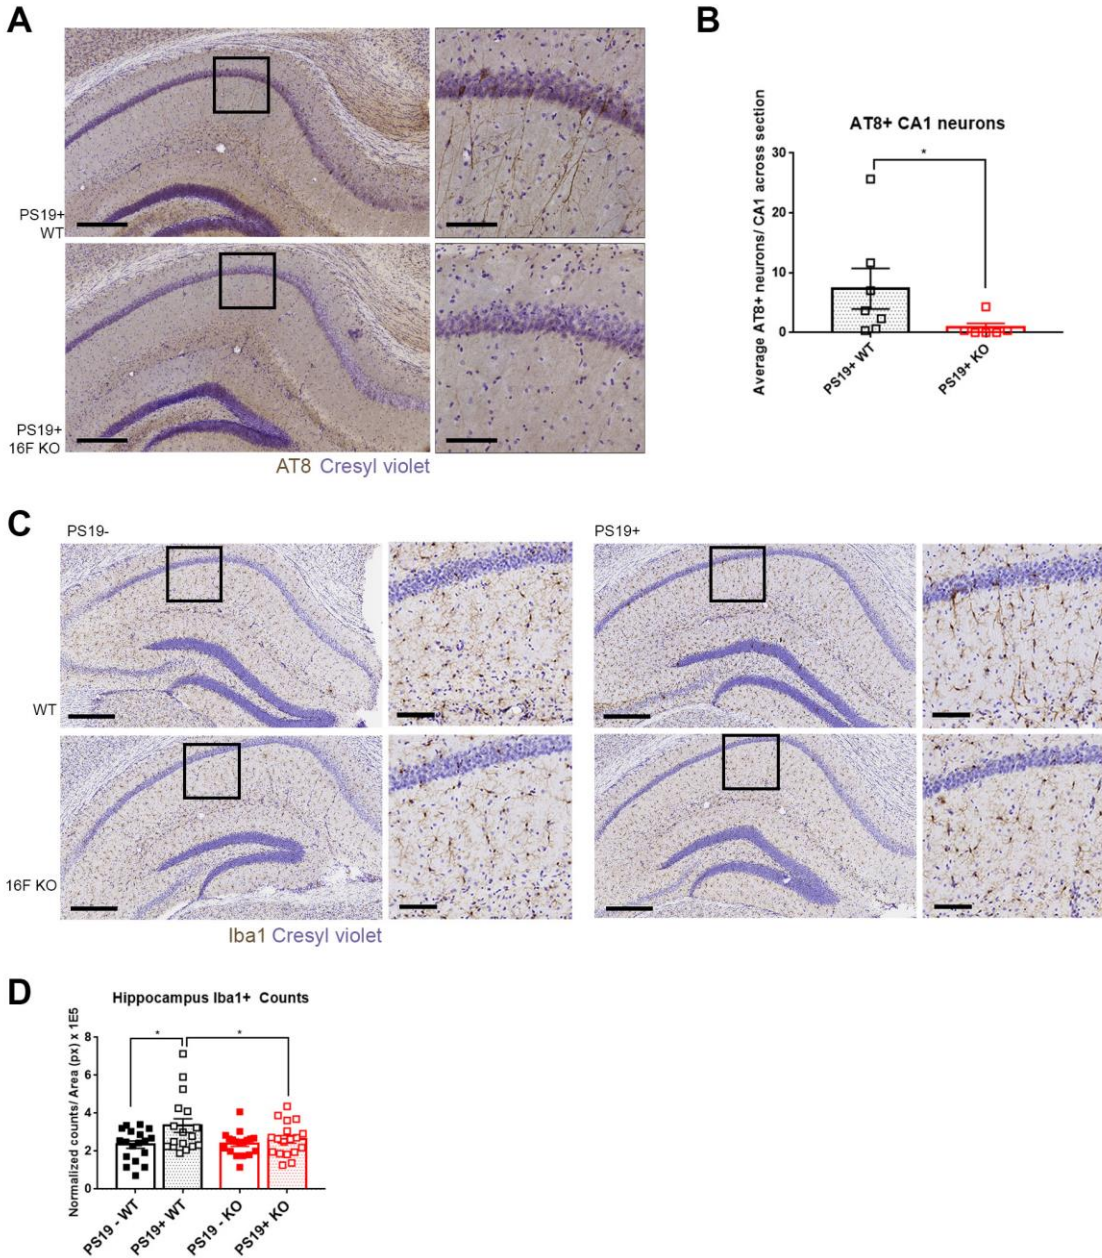 A
PS19+
WT
PS19+
16F KO
AT8 Cresyl violet
B
AT8+ CA1 neurons
*
Average AT8+ neurons/ CA1 across section
30
20
10
0
PS19+ WT
PS19+ KO
C
PS19-
PS19+
WT
16F KO
Iba1 Cresyl violet
D
Hippocampus Iba1+ Counts
*
*
Normalized counts/ Area (px) x 1E5
8
6
4
2
0
PS19 - WT
PS19+ WT
PS19 - KO
PS19+ KO